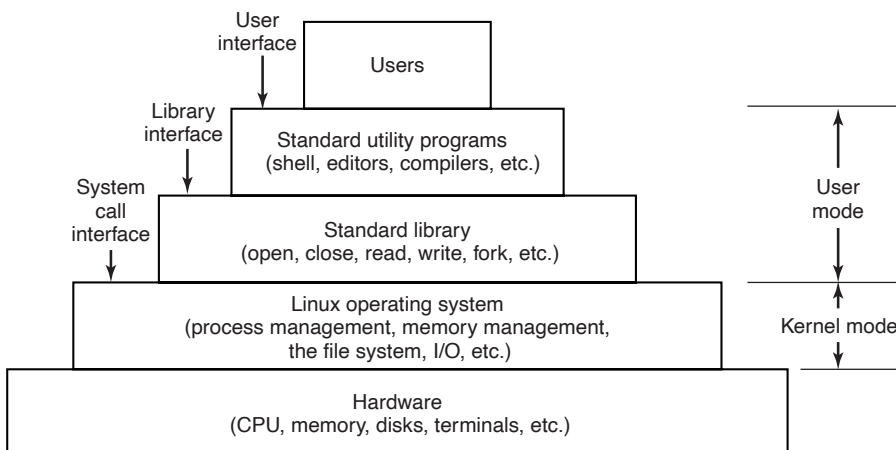 User
interface
Users
Library
interface
Standard utility programs
(shell, editors, compilers, etc.)
System
call
interface
User
mode
Standard library
(open, close, read, write, fork, etc.)
Linux operating system
(process management, memory management,
the file system, I/O, etc.)
Kernel mode
Hardware
(CPU, memory, disks, terminals, etc.)